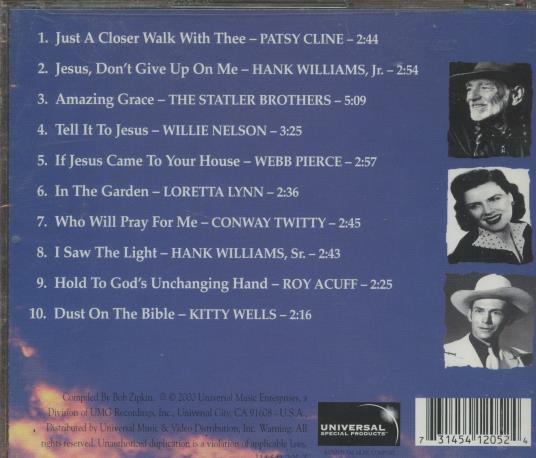 1. Just A Closer Walk With Thee – PATSY CLINE – 2:44
2. Jesus, Don't Give Up On Me – HANK WILLIAMS, Jr. – 2:54
3. Amazing Grace – THE STATLER BROTHERS – 5:09
4. Tell It To Jesus – WILLIE NELSON – 3:25
5. If Jesus Came To Your House – WEBB PIERCE – 2:57
6. In The Garden – LORETTA LYNN – 2:36
7. Who Will Pray For Me – CONWAY TWITTY – 2:45
8. I Saw The Light – HANK WILLIAMS, Sr. – 2:43
9. Hold To God's Unchanging Hand – ROY ACUFF – 2:25
10. Dust On The Bible – KITTY WELLS – 2:16
Compiled By Bob Zipkin. ℗ © 2000 Universal Music Enterprises, a
Division of UMG Recordings, Inc., Universal City, CA 91608 - U.S.A.,
Distributed by Universal Music & Video Distribution, Inc. Warning: All
rights reserved. Unauthorized duplication is a violation of applicable laws.
UNIVERSAL
SPECIAL PRODUCTS
A UNIVERSAL MUSIC COMPANY
7 31454 12052 4